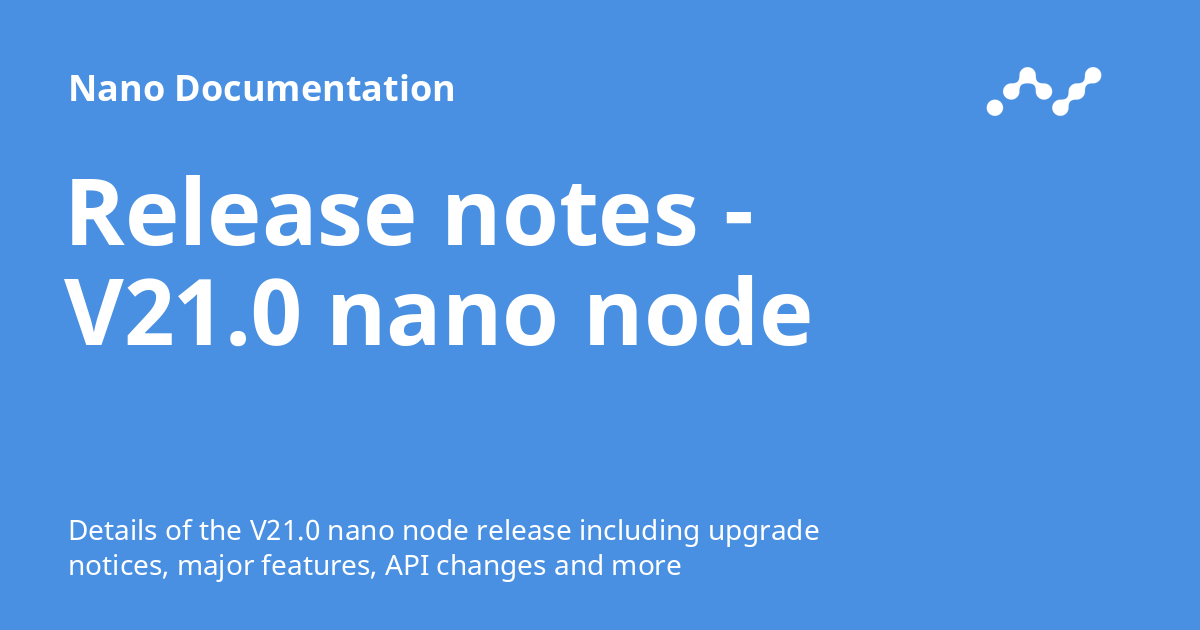 Nano Documentation
Release notes -
V21.0 nano node
Details of the V21.0 nano node release including upgrade
notices, major features, API changes and more